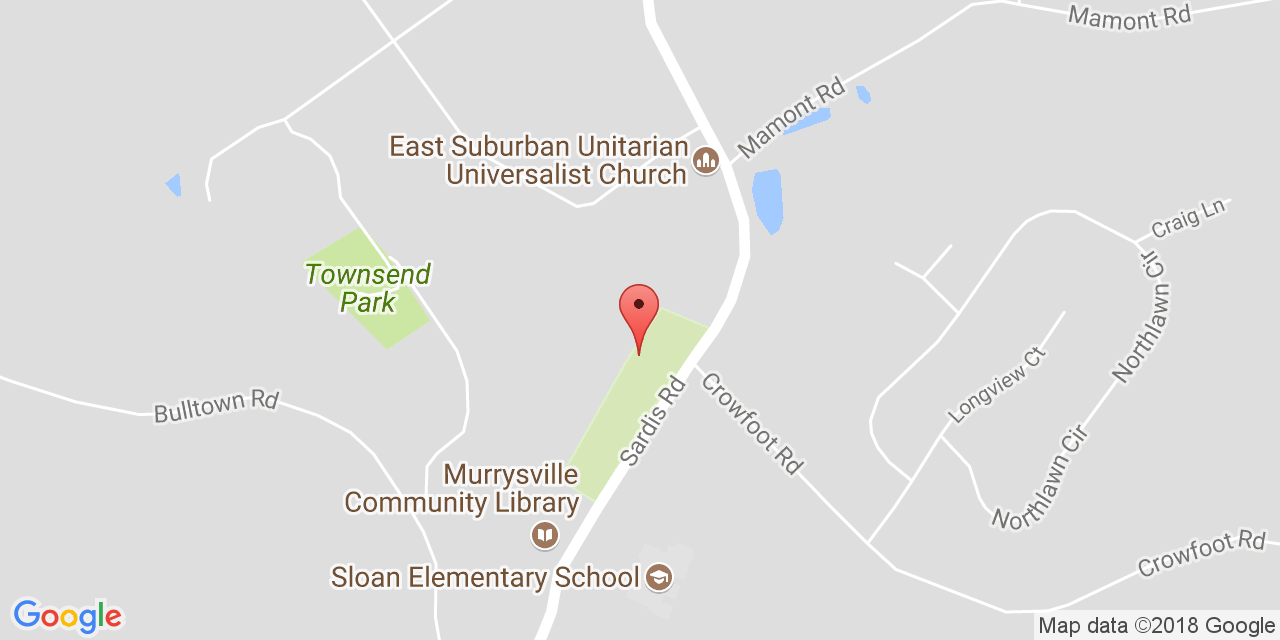 Mamont Rd
Mamont Rd
East Suburban Unitarian
Universalist Church
Craig Ln
Northlawn Cir
Townsend
Park
Longview Ct
Bulltown Rd
Sardis Rd
Crowfoot Rd
Northlawn Cir
Murrysville
Community Library
Crowfoot Rd
Sloan Elementary School
Google
Map data ©2018 Google